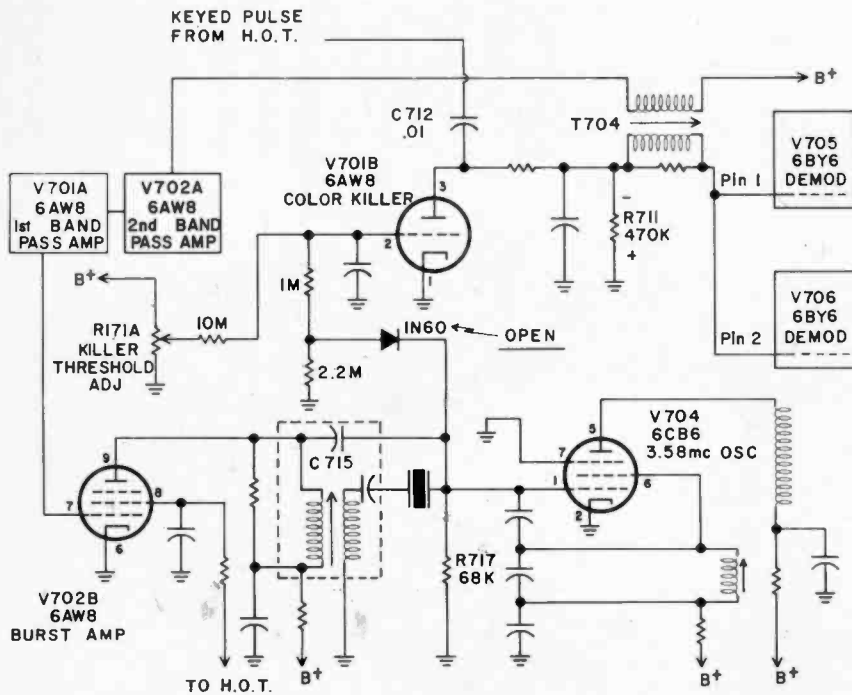 KEYED PULSE
FROM H.O.T.
B+
C712
.01
T704
V705
6BY6
DEMOD
V701B
6AW8
COLOR KILLER
3
V701A
6AW8
1st BAND
PASS AMP
V702A
6AW8
2nd BAND
PASS AMP
Pin 1
-
R711
470K
+
2
1
B+
1M
V706
6BY6
DEMOD
R171A
KILLER
THRESHOLD
ADJ
10M
1N60
OPEN
Pin 2
2.2M
V704
6CB6
3.58mc OSC
5
7
1
6
2
C715
9
7
8
6
R717
68K
V702B
6AW8
BURST AMP
TO H.O.T.
B+
B+
B+